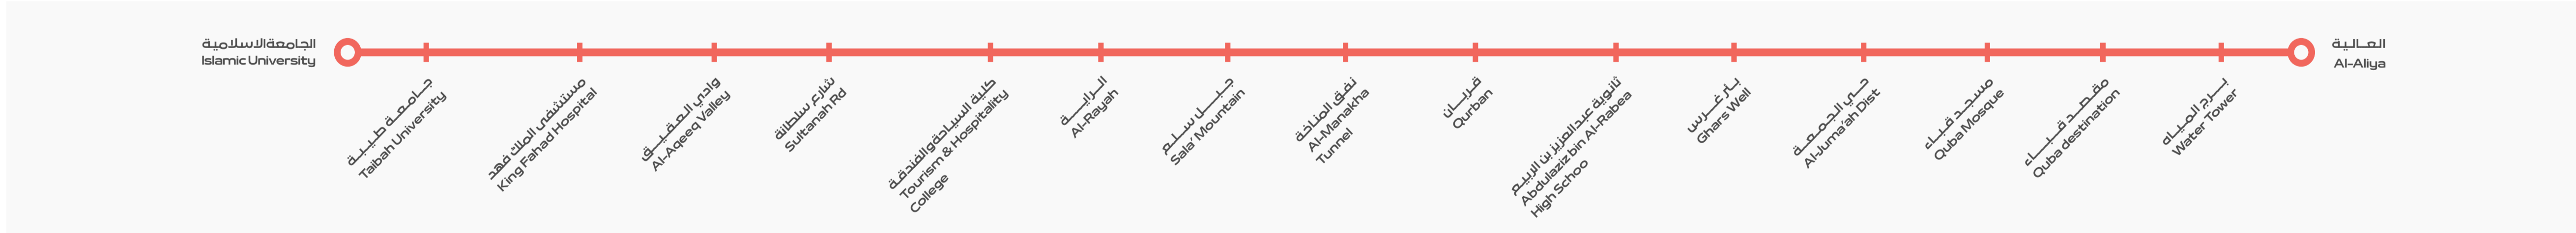 الجامعة الاسلامية
Islamic University
جامعة طيبة
Taibah University
مستشفى الملك فهد
King Fahad Hospital
وادي العقيق
Al-Aqeeq Valley
شارع سلطانة
Sultanah Rd
كلية السياحة والفندقة
Tourism & Hospitality
College
الراية
Al-Rayah
جبل سلع
Sala' Mountain
نفق المناخة
Al-Manakha
Tunnel
قربان
Qurban
ثانوية عبدالعزيز بن الربيع
Abdulaziz bin Al-Rabea
High Schoo
بئر غرس
Ghars Well
حي الجمعة
Al-Juma'ah Dist
مسجد قباء
Quba Mosque
مقصد قباء
Quba destination
برج المياه
Water Tower
العالية
Al-Aliya